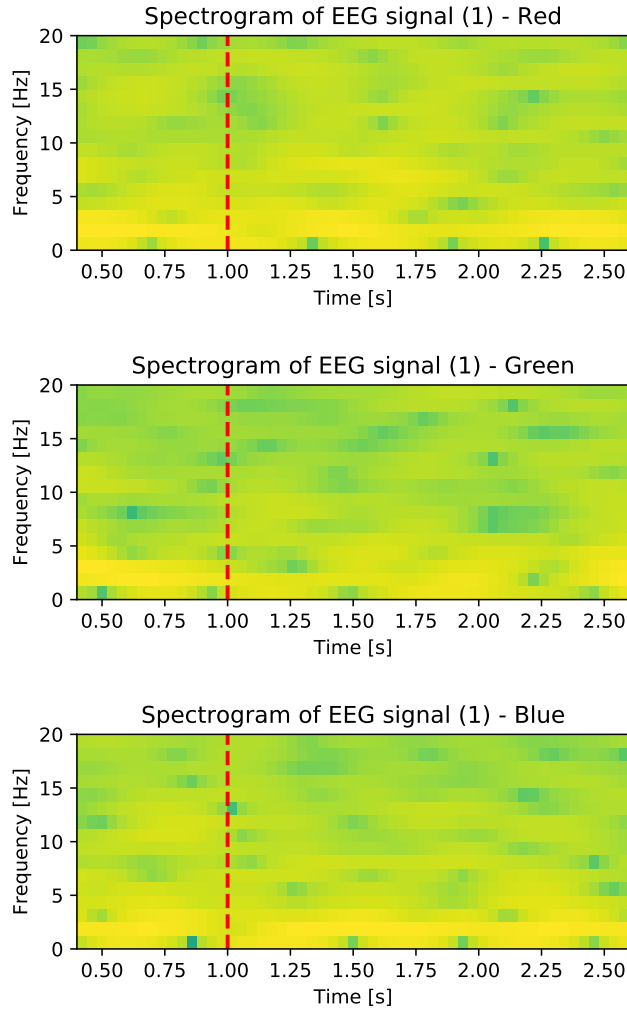 Spectrogram of EEG signal (1) - Red
20
15
10
5
0
Frequency [Hz]
0.50 0.75 1.00 1.25 1.50 1.75 2.00 2.25 2.50
Time [s]
Spectrogram of EEG signal (1) - Green
20
15
10
5
0
Frequency [Hz]
0.50 0.75 1.00 1.25 1.50 1.75 2.00 2.25 2.50
Time [s]
Spectrogram of EEG signal (1) - Blue
20
15
10
5
0
Frequency [Hz]
0.50 0.75 1.00 1.25 1.50 1.75 2.00 2.25 2.50
Time [s]